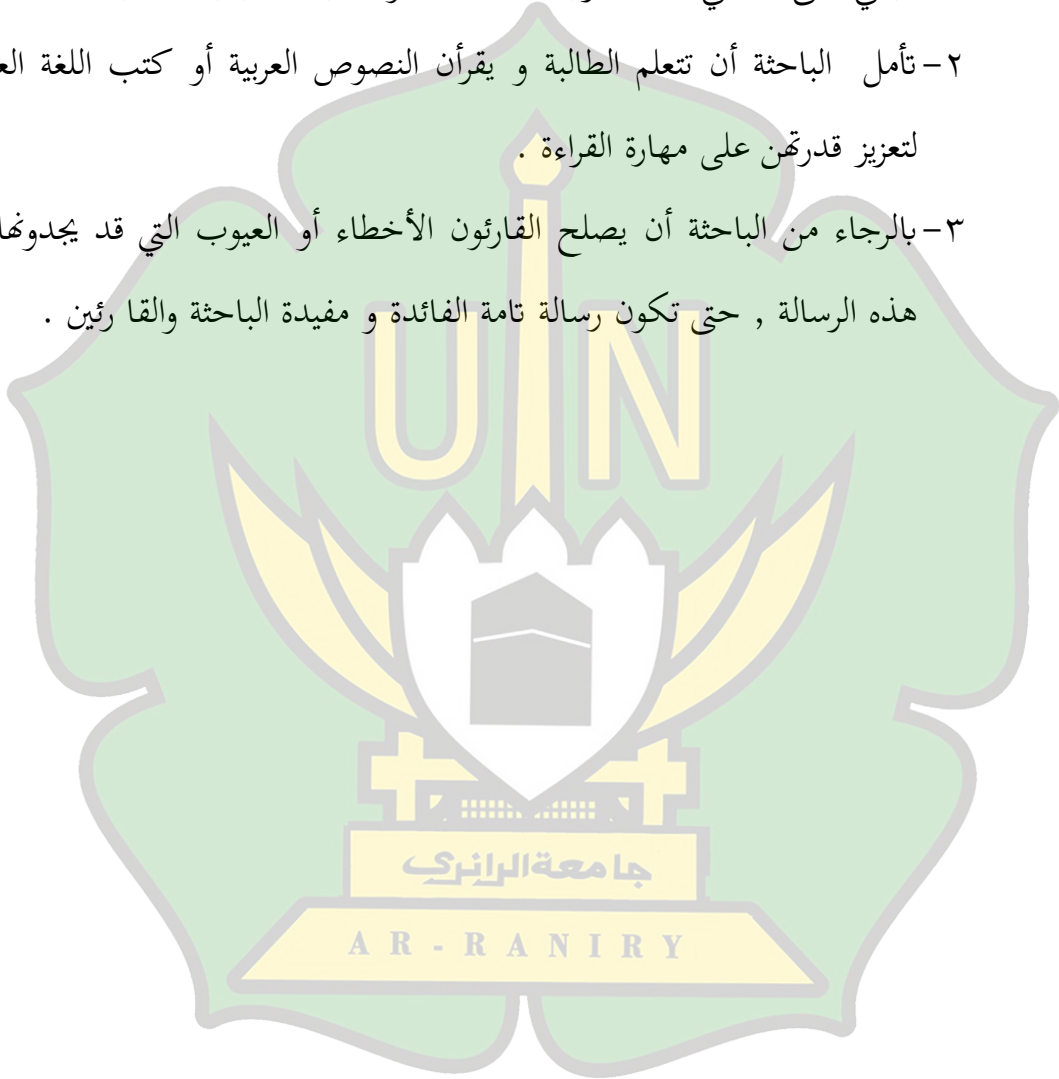 ٢- تأمل الباحثة أن تتعلم الطالبة و يقرأن النصوص العربية أو كتب اللغة
لتعزيز قدرتهن على مهارة القراءة .
٣- بالرجاء من الباحثة أن يصلح القارئون الأخطاء أو العيوب التي قد يجدونها
هذه الرسالة , حتى تكون رسالة تامة الفائدة و مفيدة الباحثة والقا رئين .
UIN
جامعة الرانري
AR-RANIRY